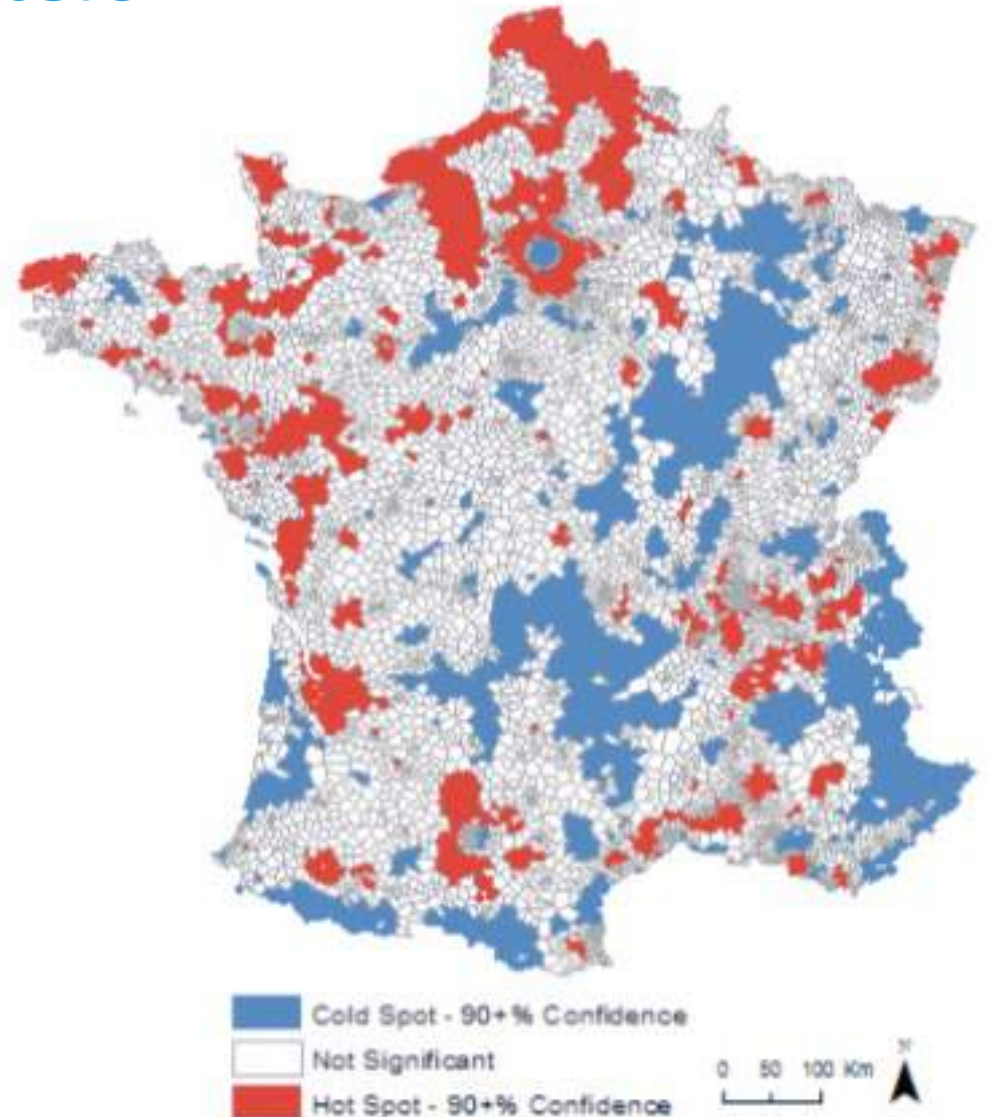 Cold Spot - 90+% Confidence
Not Significant
0 50 100 Km
Hot Spot - 90+% Confidence